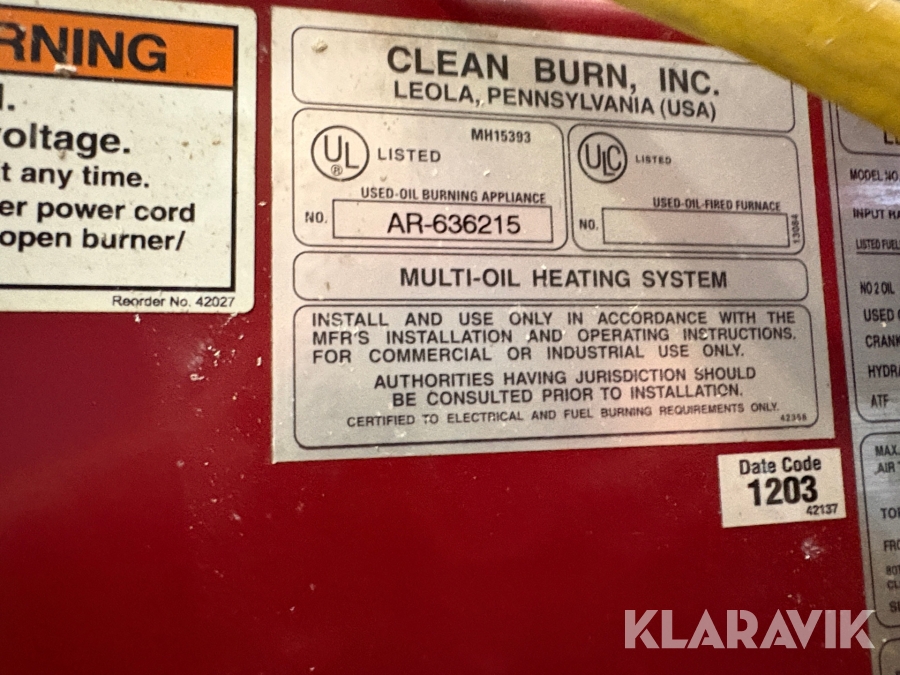 RNING
voltage.
t any time.
er power cord
open burner/
Reorder No. 42027
CLEAN BURN, INC.
LEOLA, PENNSYLVANIA (USA)
MH15393
UL
®
LISTED
USED-OIL BURNING APPLIANCE
NO. AR-636215
ULC
LISTED
USED-OIL-FIRED FURNACE
NO.
13084
MULTI-OIL HEATING SYSTEM
INSTALL AND USE ONLY IN ACCORDANCE WITH THE
MFR'S INSTALLATION AND OPERATING INSTRUCTIONS.
FOR COMMERCIAL OR INDUSTRIAL USE ONLY.
AUTHORITIES HAVING JURISDICTION SHOULD
BE CONSULTED PRIOR TO INSTALLATION.
CERTIFIED TO ELECTRICAL AND FUEL BURNING REQUIREMENTS ONLY.
42356
Date Code
1203
42137
MODEL NO
INPUT RA
LISTED FUEL
NO 2 OIL
USED O
CRANK
HYDRA
ATF
MAX.
AIR T
TOP
FRO
KLARAVIK